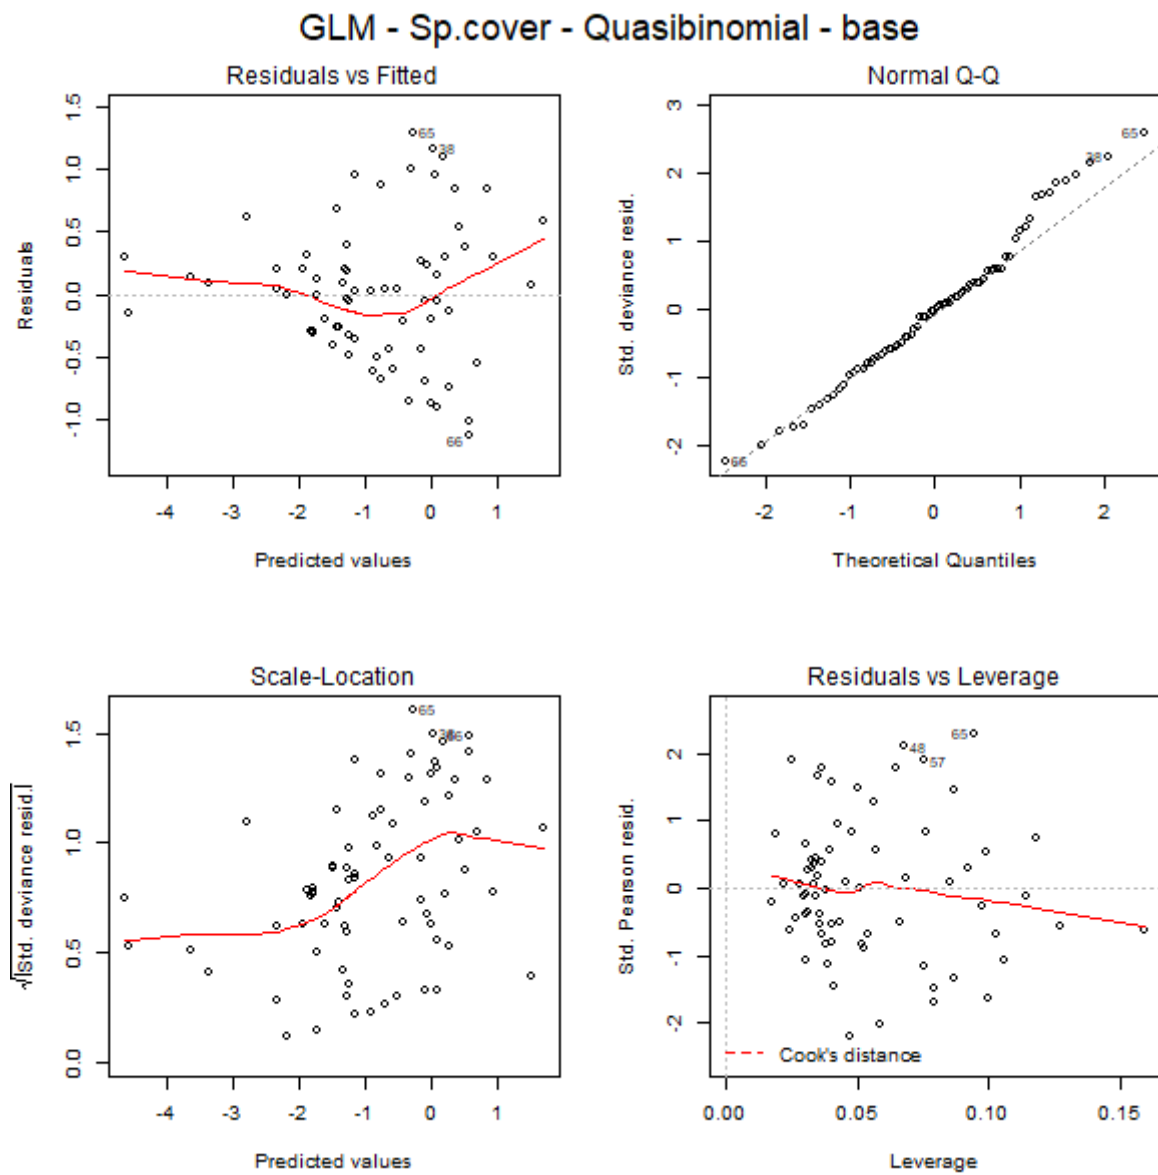 GLM - Sp.cover - Quasibinomial - base
Residuals vs Fitted
Residuals
1.5
1.0
0.5
0.0
-0.5
-1.0
65
38
66
-4 -3 -2 -1 0 1
Predicted values
Normal Q-Q
Std. deviance resid.
3
2
1
0
-1
-2
65
38
66
-2 -1 0 1 2
Theoretical Quantiles
Scale-Location
√|Std. deviance resid.|
1.5
1.0
0.5
0.0
65
38
66
-4 -3 -2 -1 0 1
Predicted values
Residuals vs Leverage
Std. Pearson resid.
2
1
0
-1
-2
65
48
57
Cook's distance
0.00 0.05 0.10 0.15
Leverage